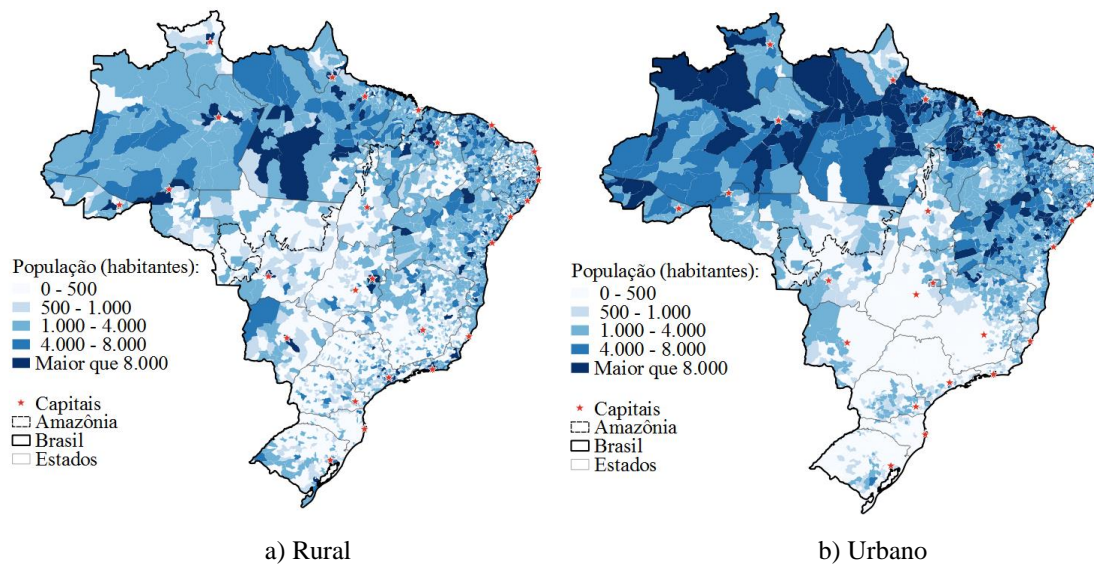 População (habitantes):
0 - 500
500 - 1.000
1.000 - 4.000
4.000 - 8.000
Maior que 8.000
Capitais
Amazônia
Brasil
Estados
a) Rural
População (habitantes):
0 - 500
500 - 1.000
1.000 - 4.000
4.000 - 8.000
Maior que 8.000
Capitais
Amazônia
Brasil
Estados
b) Urbano